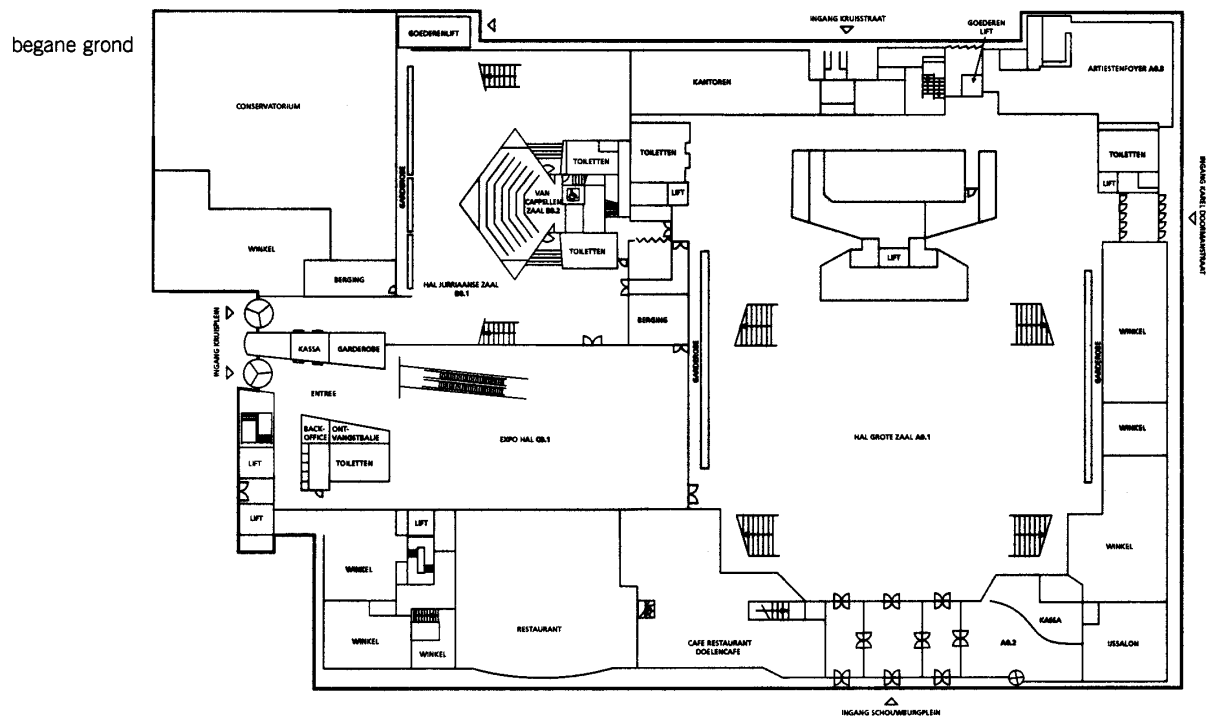 begane grond
GOEDERENLIFT
INGANG KRUISSTRAAT
GOEDEREN
LIFT
KANTOREN
ARTIESTENFOYER A0.5
CONSERVATORIUM
GARDEROBE
TOILETTEN
TOILETTEN
TOILETTEN
LIFT
LIFT
INGANG KAREL DOORMANSTRAAT
VAN
CAPPELLEN
ZAAL B0.2
WINKEL
TOILETTEN
LIFT
BERGING
HAL JURRIAANSE ZAAL
B0.1
INGANG KRUISPLEIN
BERGING
WINKEL
KASSA
GARDEROBE
GARDEROBE
GARDEROBE
ENTREE
BACK-
OFFICE
ONT-
VANGSTBALIE
EXPO HAL C0.1
HAL GROTE ZAAL A0.1
WINKEL
LIFT
TOILETTEN
LIFT
LIFT
WINKEL
WINKEL
WINKEL
WINKEL
RESTAURANT
CAFE RESTAURANT
DOELENCAFE
KASSA
A0.2
IJSSALON
INGANG SCHOUWBURGPLEIN